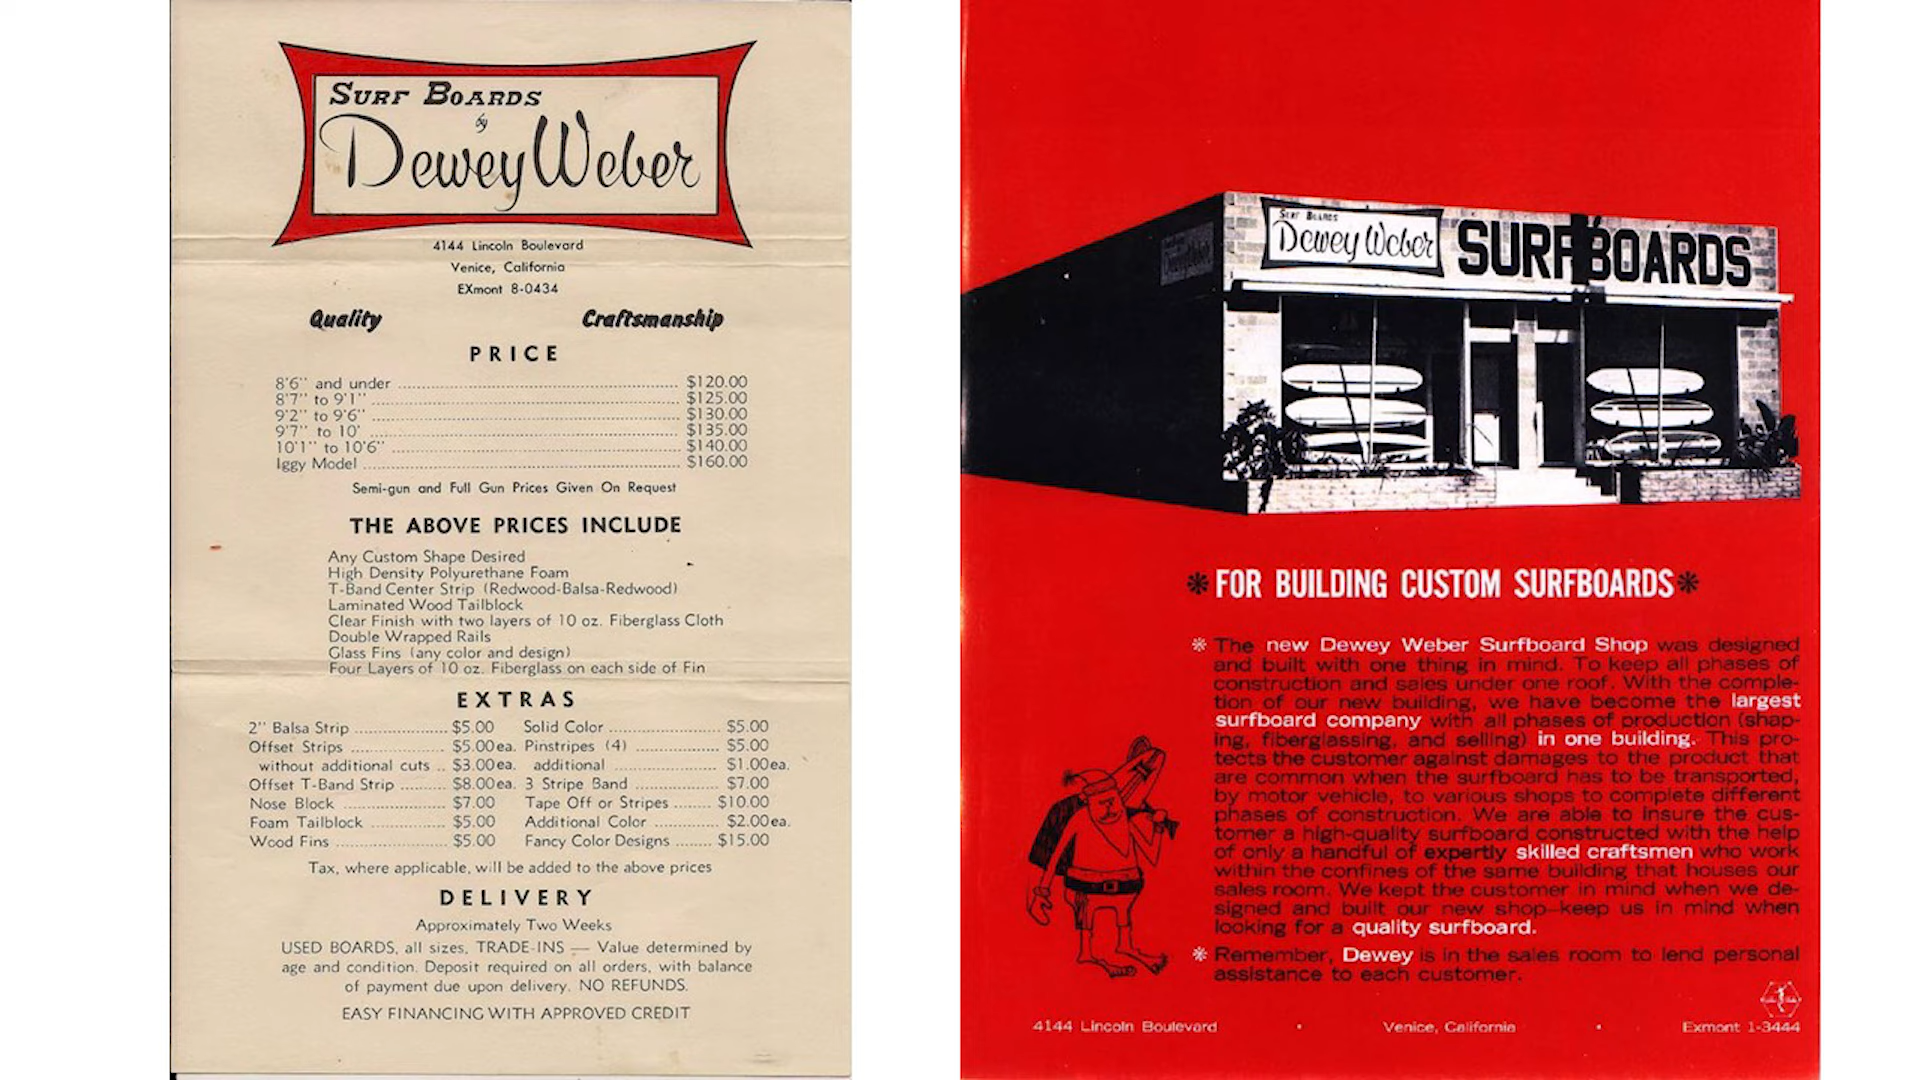 SURF BOARDS
by
Dewey Weber
4144 Lincoln Boulevard
Venice, California
EXmont 8-0434
Quality Craftsmanship
PRICE
8'6'' and under ........ $120.00
8'7'' to 9'1'' ........ $125.00
9'2'' to 9'6'' ........ $130.00
9'7'' to 10' ........ $135.00
10'1'' to 10'6'' ........ $140.00
Iggy Model ........ $160.00
Semi-gun and Full Gun Prices Given On Request
THE ABOVE PRICES INCLUDE
Any Custom Shape Desired
High Density Polyurethane Foam
T-Band Center Strip (Redwood-Balsa-Redwood)
Laminated Wood Tailblock
Clear Finish with two layers of 10 oz. Fiberglass Cloth
Double Wrapped Rails
Glass Fins (any color and design)
Four Layers of 10 oz. Fiberglass on each side of Fin
EXTRAS
2'' Balsa Strip ........ $5.00 Solid Color ........ $5.00
Offset Strips ........ $5.00 ea. Pinstripes (4) ........ $5.00
without additional cuts .. $3.00 ea. additional ........ $1.00 ea.
Offset T-Band Strip ........ $8.00 ea. 3 Stripe Band ........ $7.00
Nose Block ........ $7.00 Tape Off or Stripes ........ $10.00
Foam Tailblock ........ $5.00 Additional Color ........ $2.00 ea.
Wood Fins ........ $5.00 Fancy Color Designs ........ $15.00
Tax, where applicable, will be added to the above prices
DELIVERY
Approximately Two Weeks
USED BOARDS, all sizes, TRADE-INS — Value determined by
age and condition. Deposit required on all orders, with balance
of payment due upon delivery. NO REFUNDS.
EASY FINANCING WITH APPROVED CREDIT
SURF BOARDS
Dewey Weber
SURFBOARDS
* FOR BUILDING CUSTOM SURFBOARDS *
* The new Dewey Weber Surfboard Shop was designed
and built with one thing in mind. To keep all phases of
construction and sales under one roof. With the comple-
tion of our new building, we have become the largest
surfboard company with all phases of production (shap-
ing, fiberglassing, and selling) in one building. This pro-
tects the customer against damages to the product that
are common when the surfboard has to be transported,
by motor vehicle, to various shops to complete different
phases of construction. We are able to insure the cus-
tomer a high-quality surfboard constructed with the help
of only a handful of expertly skilled craftsmen who work
within the confines of the same building that houses our
sales room. We kept the customer in mind when we de-
signed and built our new shop—keep us in mind when
looking for a quality surfboard.
* Remember, Dewey is in the sales room to lend personal
assistance to each customer.
4144 Lincoln Boulevard • Venice, California • Exmont 1-3444